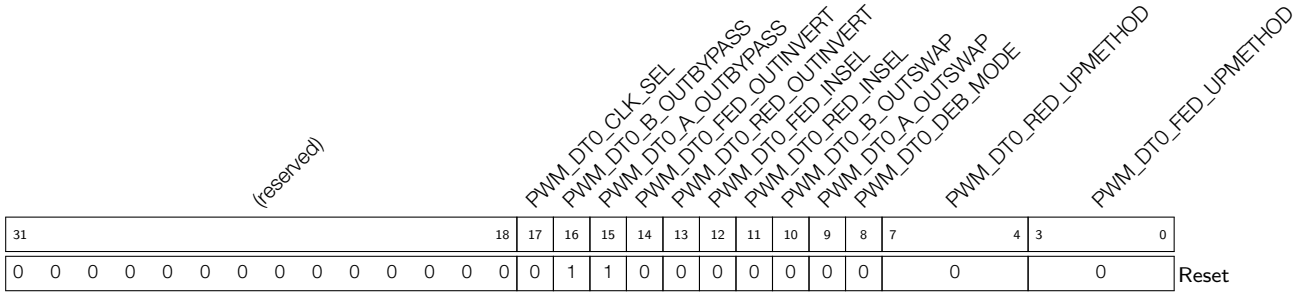 (reserved)
PWM_DT0_CLK_SEL
PWM_DT0_B_OUTBYPASS
PWM_DT0_A_OUTBYPASS
PWM_DT0_FED_OUTINVERT
PWM_DT0_RED_OUTINVERT
PWM_DT0_FED_INSEL
PWM_DT0_RED_INSEL
PWM_DT0_B_OUTSWAP
PWM_DT0_A_OUTSWAP
PWM_DT0_DEB_MODE
PWM_DT0_RED_UPMETHOD
PWM_DT0_FED_UPMETHOD
31 18 17 16 15 14 13 12 11 10 9 8 7 4 3 0
0 0 0 0 0 0 0 0 0 0 0 0 0 0 0 1 1 0 0 0 0 0 0 0 0 0 Reset